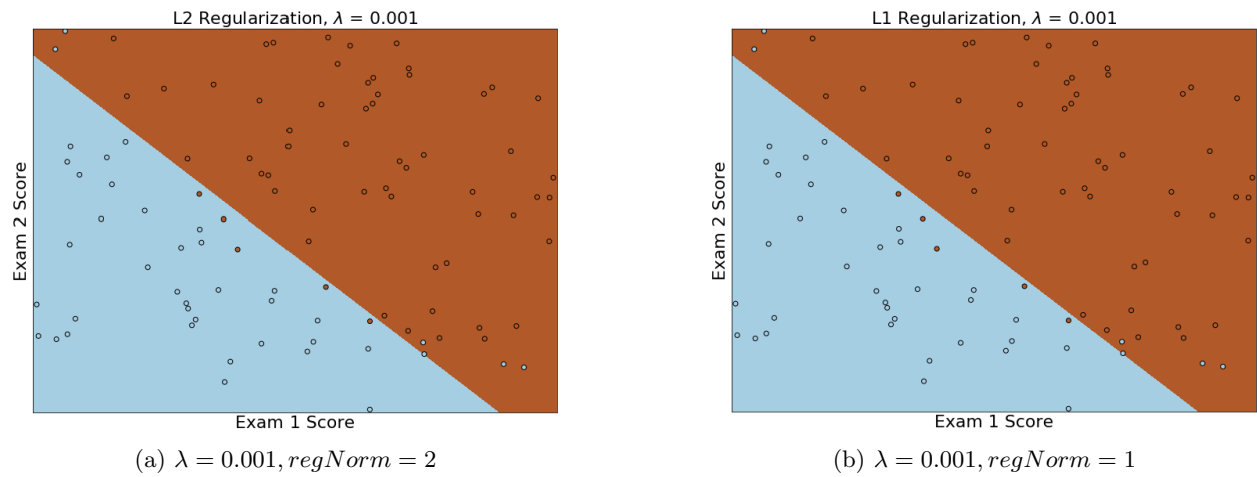 L2 Regularization, λ = 0.001
Exam 2 Score
Exam 1 Score
(a) λ = 0.001, regNorm = 2
L1 Regularization, λ = 0.001
Exam 2 Score
Exam 1 Score
(b) λ = 0.001, regNorm = 1